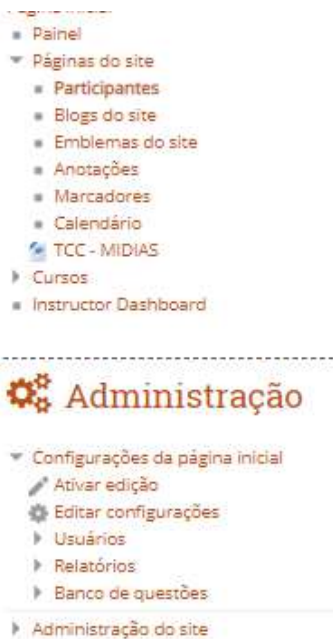 Painel
Páginas do site
Participantes
Blogs do site
Emblemas do site
Anotações
Marcadores
Calendário
TCC - MIDIAS
Cursos
Instructor Dashboard
Administração
Configurações da página inicial
Ativar edição
Editar configurações
Usuários
Relatórios
Banco de questões
Administração do site